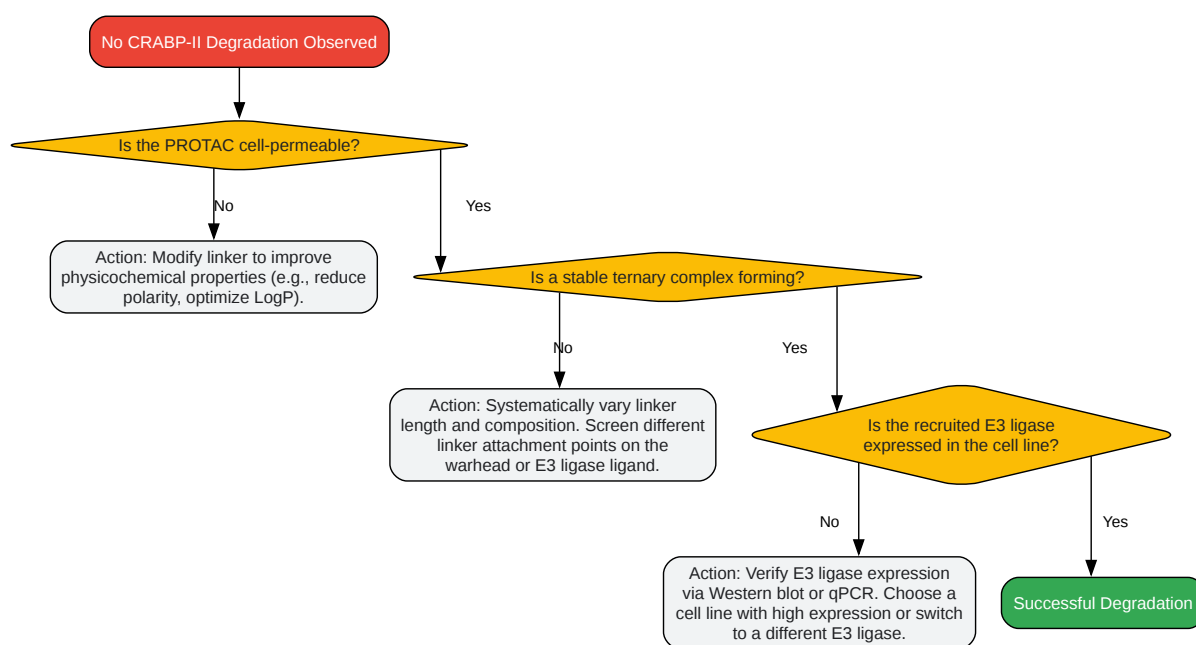 No CRABP-II Degradation Observed
Is the PROTAC cell-permeable?
No
Yes
Action: Modify linker to improve
physicochemical properties (e.g., reduce
polarity, optimize LogP).
Is a stable ternary complex forming?
No
Yes
Action: Systematically vary linker
length and composition. Screen different
linker attachment points on the
warhead or E3 ligase ligand.
Is the recruited E3 ligase
expressed in the cell line?
No
Yes
Action: Verify E3 ligase expression
via Western blot or qPCR. Choose a
cell line with high expression or switch
to a different E3 ligase.
Successful Degradation